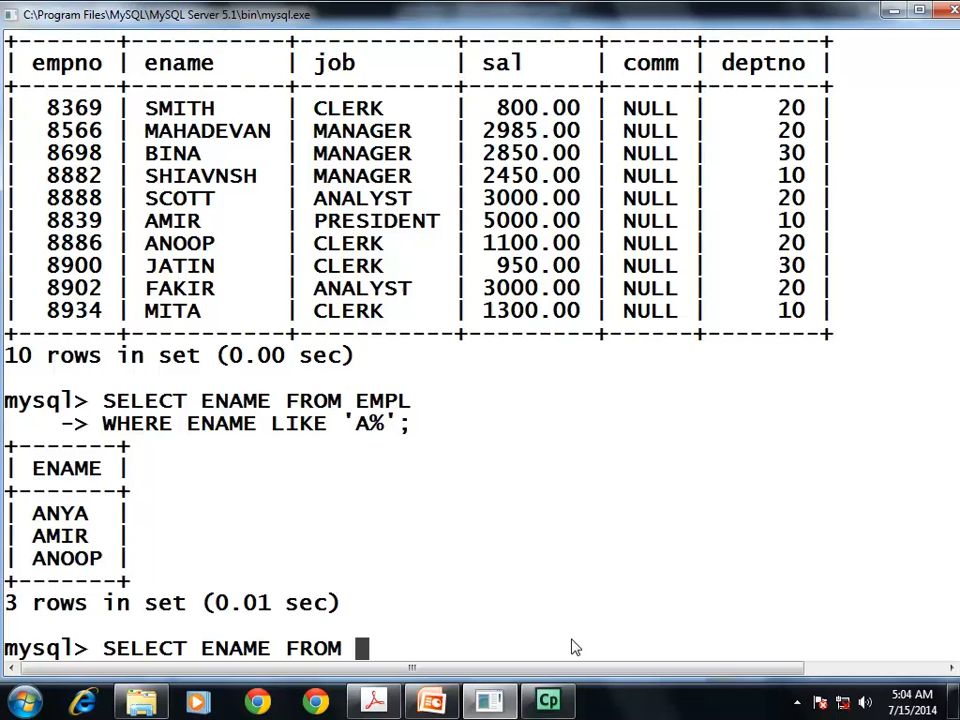 C:\Program Files\MySQL\MySQL Server 5.1\bin\mysql.exe
+-------+-----------+-----------+---------+------+--------+
| empno | ename | job | sal | comm | deptno |
+-------+-----------+-----------+---------+------+--------+
| 8369 | SMITH | CLERK | 800.00 | NULL | 20 |
| 8566 | MAHADEVAN | MANAGER | 2985.00 | NULL | 20 |
| 8698 | BINA | MANAGER | 2850.00 | NULL | 30 |
| 8882 | SHIAVNSH | MANAGER | 2450.00 | NULL | 10 |
| 8888 | SCOTT | ANALYST | 3000.00 | NULL | 20 |
| 8839 | AMIR | PRESIDENT | 5000.00 | NULL | 10 |
| 8886 | ANOOP | CLERK | 1100.00 | NULL | 20 |
| 8900 | JATIN | CLERK | 950.00 | NULL | 30 |
| 8902 | FAKIR | ANALYST | 3000.00 | NULL | 20 |
| 8934 | MITA | CLERK | 1300.00 | NULL | 10 |
+-------+-----------+-----------+---------+------+--------+
10 rows in set (0.00 sec)
mysql> SELECT ENAME FROM EMPL
-> WHERE ENAME LIKE 'A%';
+-------+
| ENAME |
+-------+
| ANYA |
| AMIR |
| ANOOP |
+-------+
3 rows in set (0.01 sec)
mysql> SELECT ENAME FROM
Cp
5:04 AM
7/15/2014